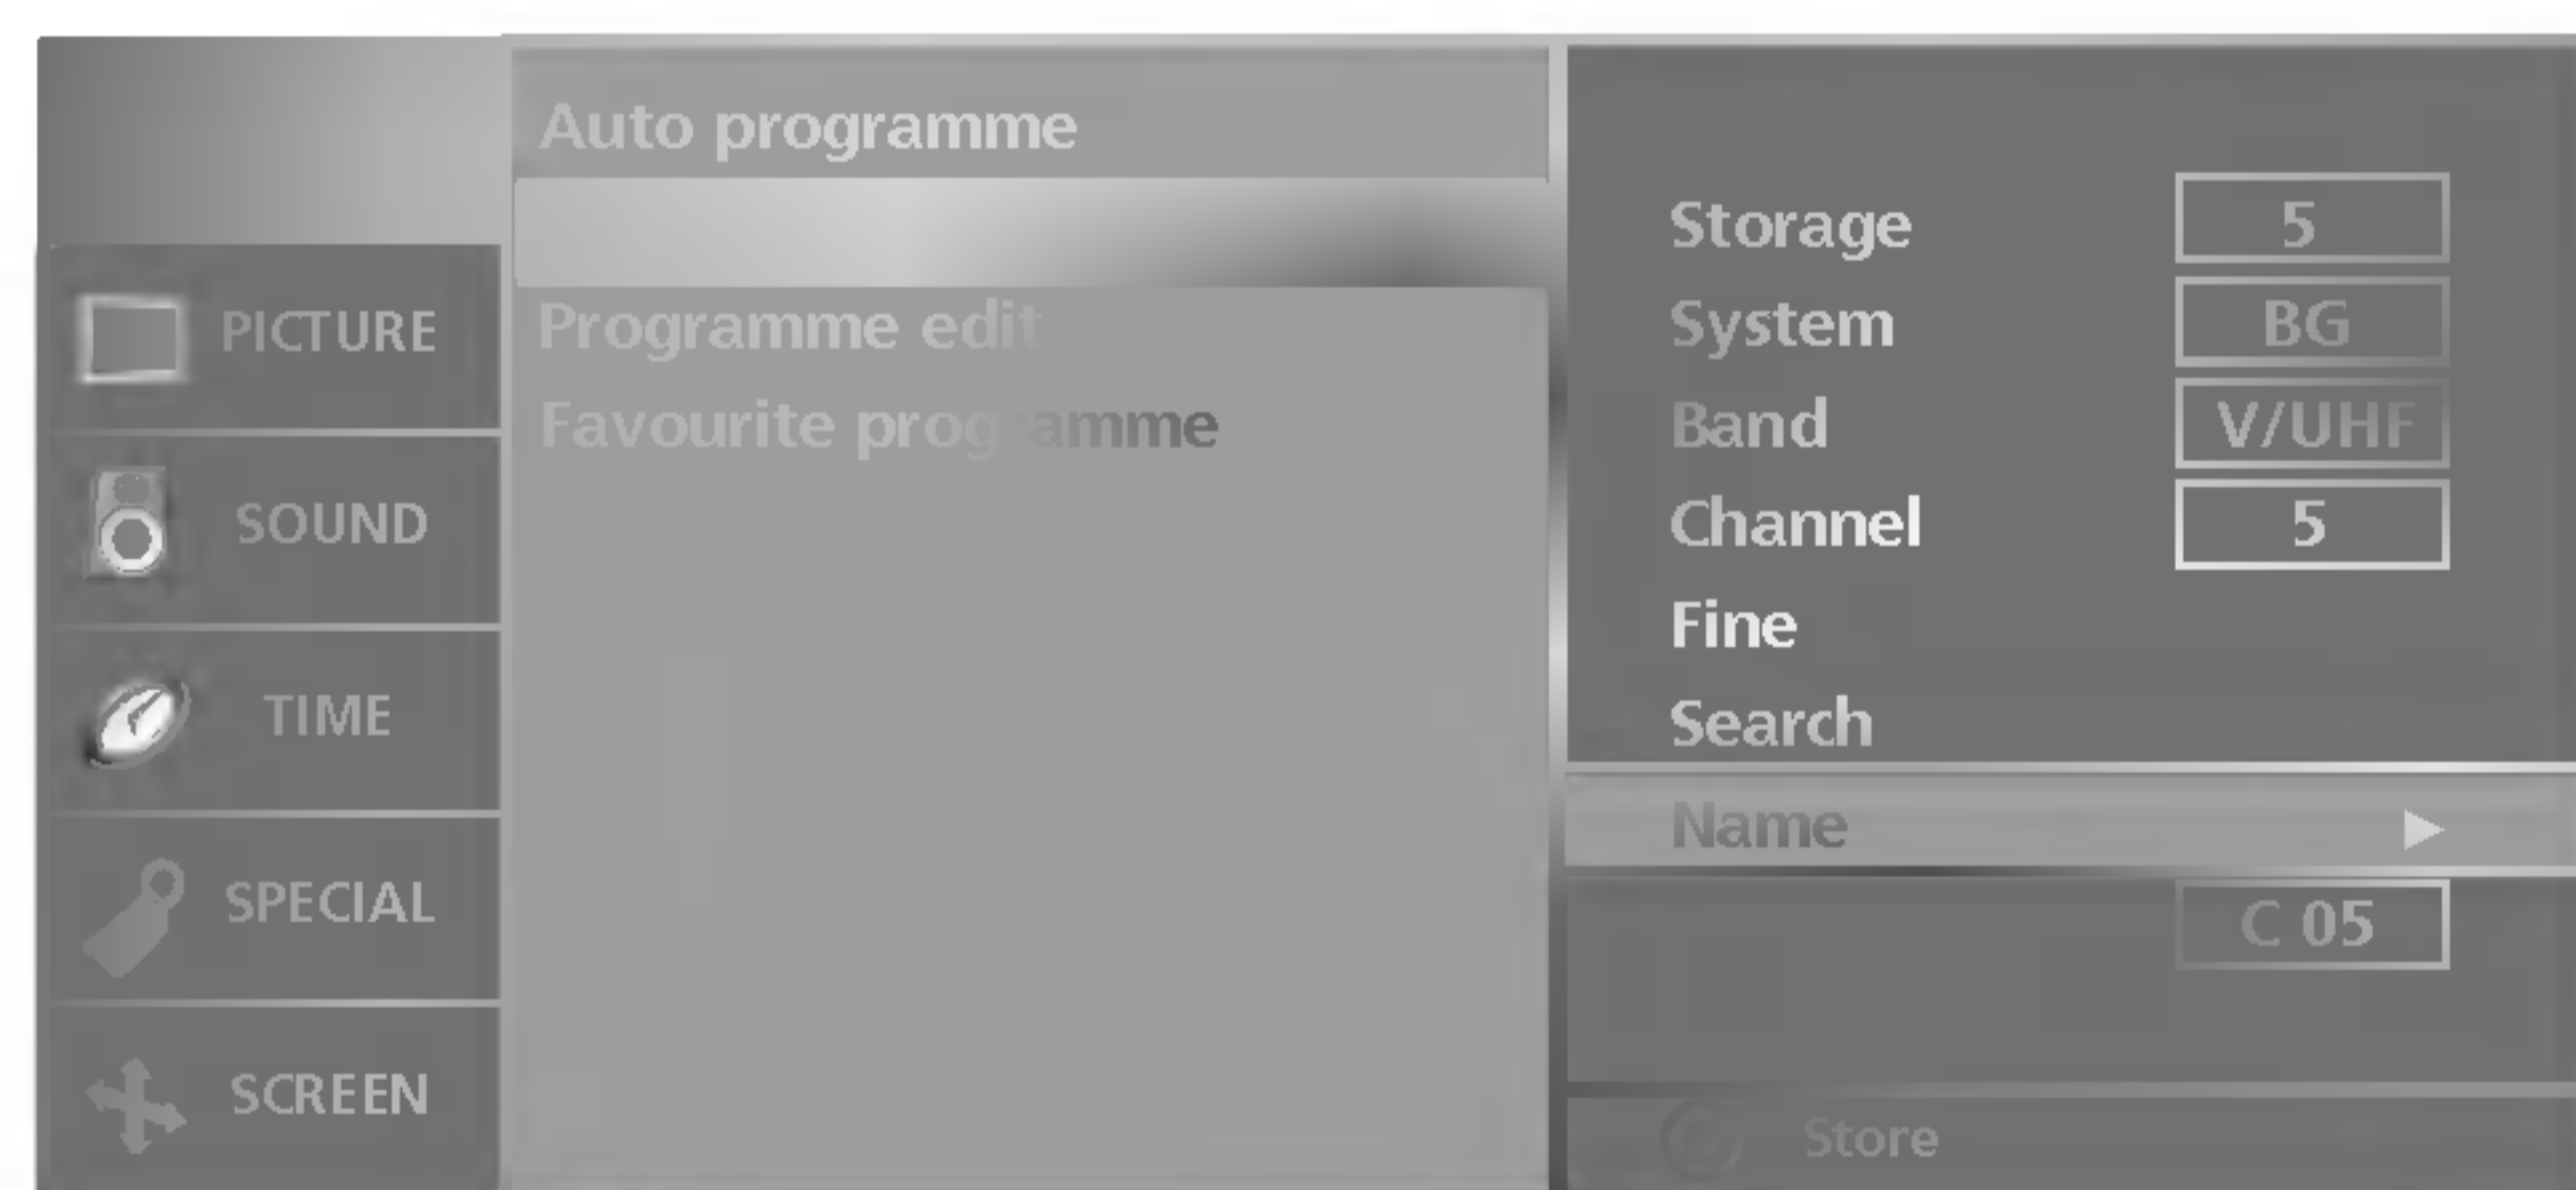 PICTURE
SOUND
TIME
SPECIAL
SCREEN
Auto programme
Programme edit
Favourite programme
Storage 5
System BG
Band V/UHF
Channel 5
Fine
Search
Name ►
C 05
Store